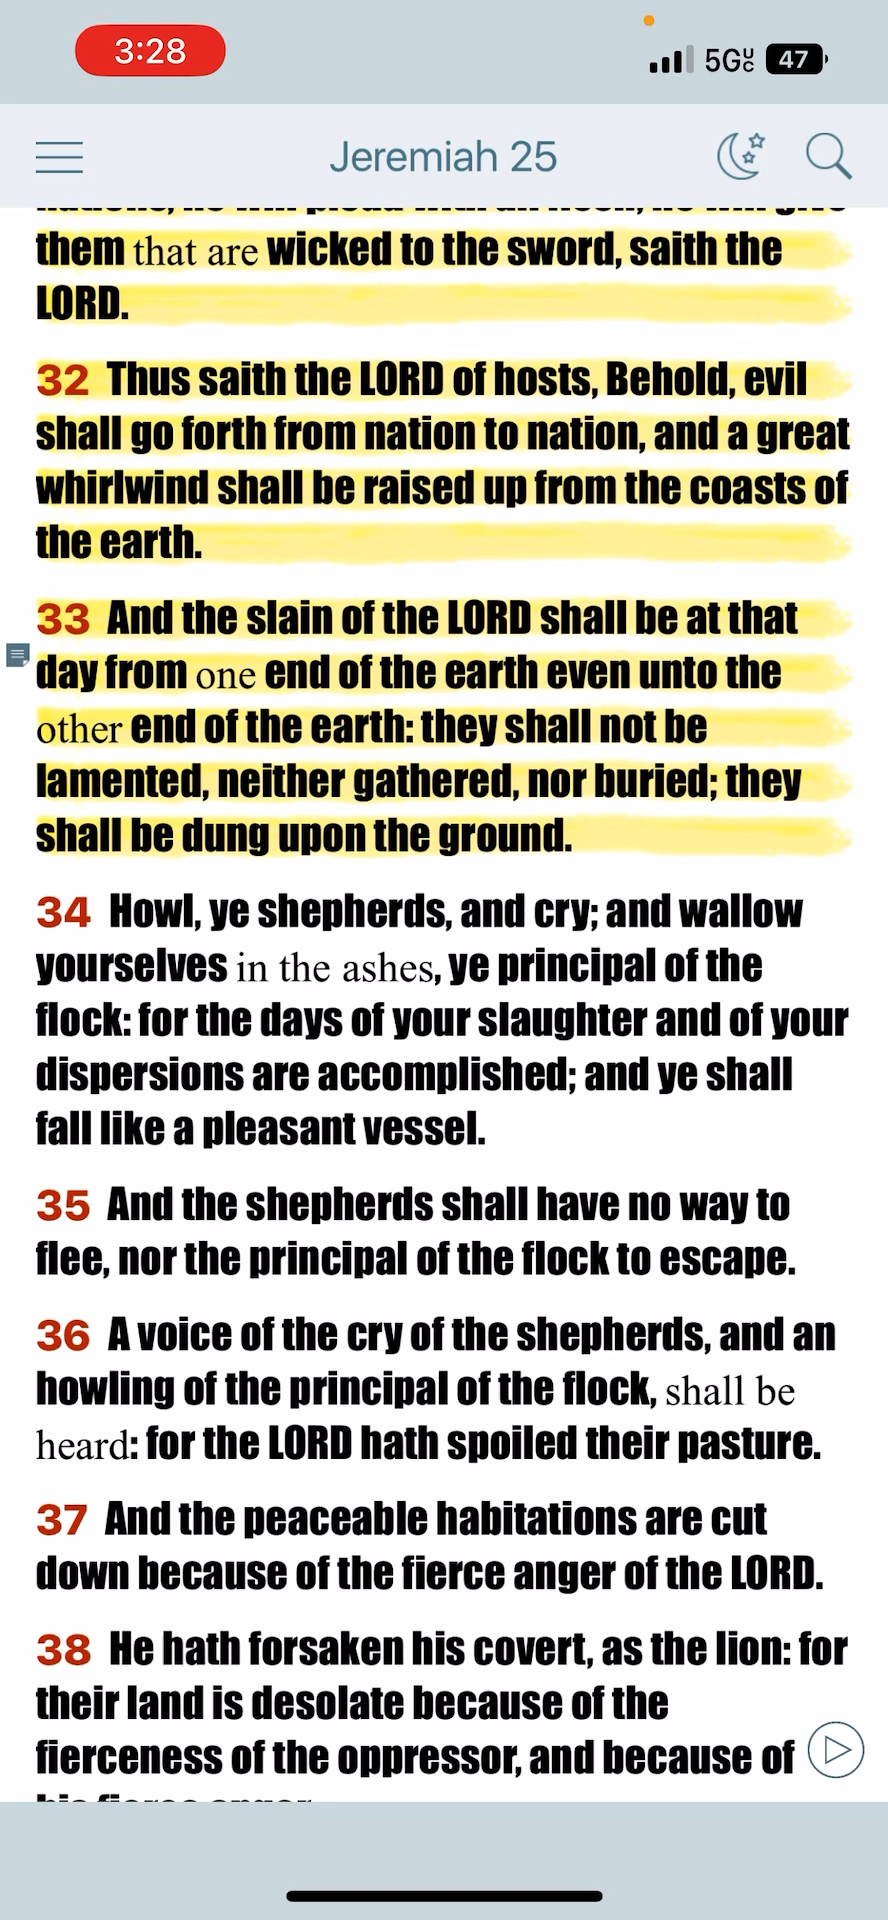 3:28
5G UC
47
Jeremiah 25
them that are wicked to the sword, saith the
LORD.
32 Thus saith the LORD of hosts, Behold, evil
shall go forth from nation to nation, and a great
whirlwind shall be raised up from the coasts of
the earth.
33 And the slain of the LORD shall be at that
day from one end of the earth even unto the
other end of the earth: they shall not be
lamented, neither gathered, nor buried; they
shall be dung upon the ground.
34 Howl, ye shepherds, and cry; and wallow
yourselves in the ashes, ye principal of the
flock: for the days of your slaughter and of your
dispersions are accomplished; and ye shall
fall like a pleasant vessel.
35 And the shepherds shall have no way to
flee, nor the principal of the flock to escape.
36 A voice of the cry of the shepherds, and an
howling of the principal of the flock, shall be
heard: for the LORD hath spoiled their pasture.
37 And the peaceable habitations are cut
down because of the fierce anger of the LORD.
38 He hath forsaken his covert, as the lion: for
their land is desolate because of the
fierceness of the oppressor, and because of